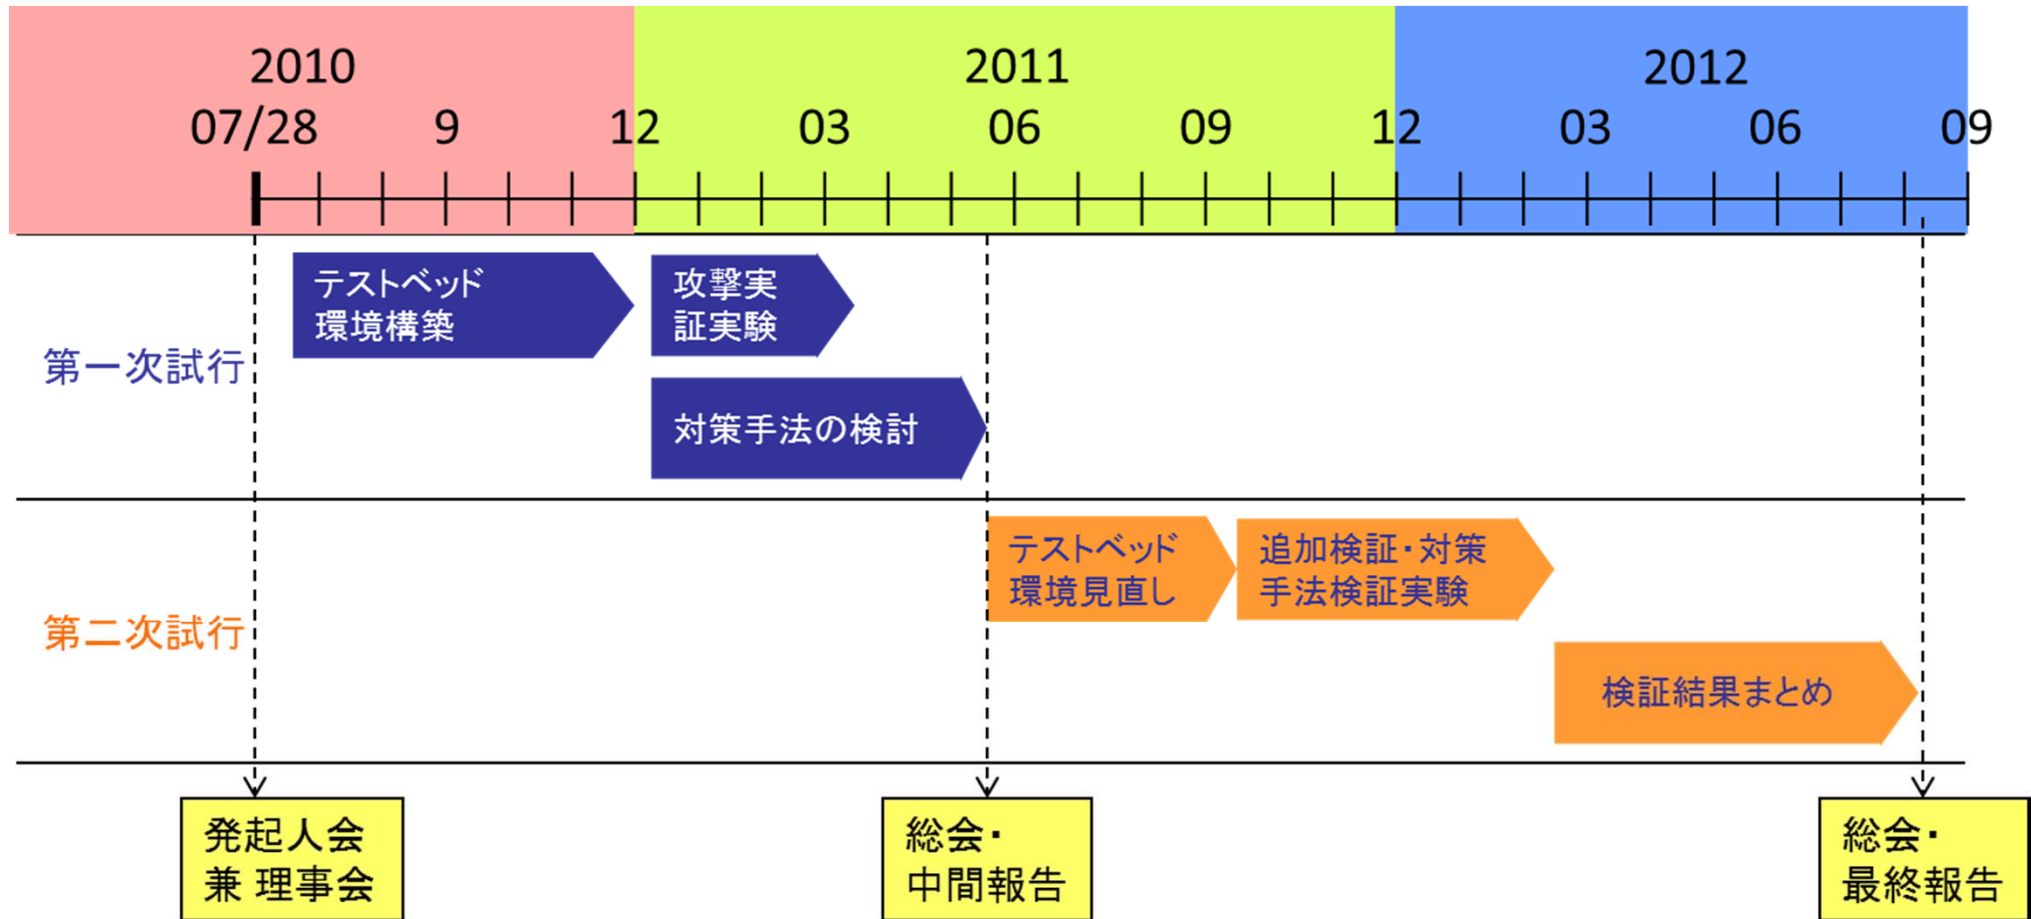 2010
2011
2012
07/28
9
12
03
06
09
12
03
06
09
テストベッド
環境構築
攻撃実
証実験
第一次試行
対策手法の検討
テストベッド
環境見直し
追加検証・対策
手法検証実験
第二次試行
検証結果まとめ
発起人会
兼 理事会
総会・
中間報告
総会・
最終報告